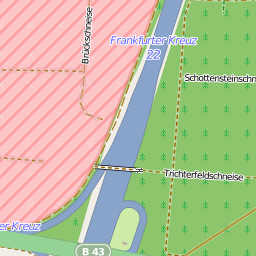 Frankfurter Kreuz
22
Brückschneise
Schottensteinschn
Trichterfeldschneise
er Kreuz
B 43